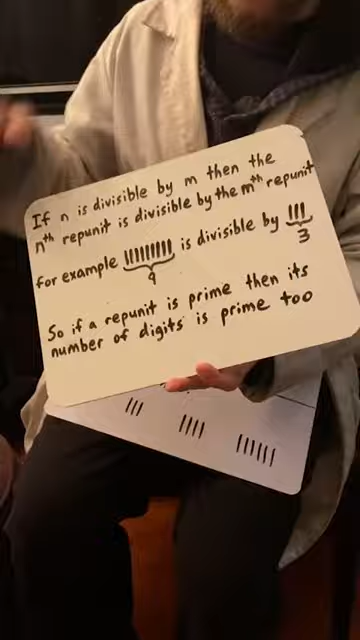 If n is divisible by m then the
nth repunit is divisible by the mth repunit
for example 111111111 is divisible by 111
9 3
So if a repunit is prime then its
number of digits is prime too
111 1111 111111